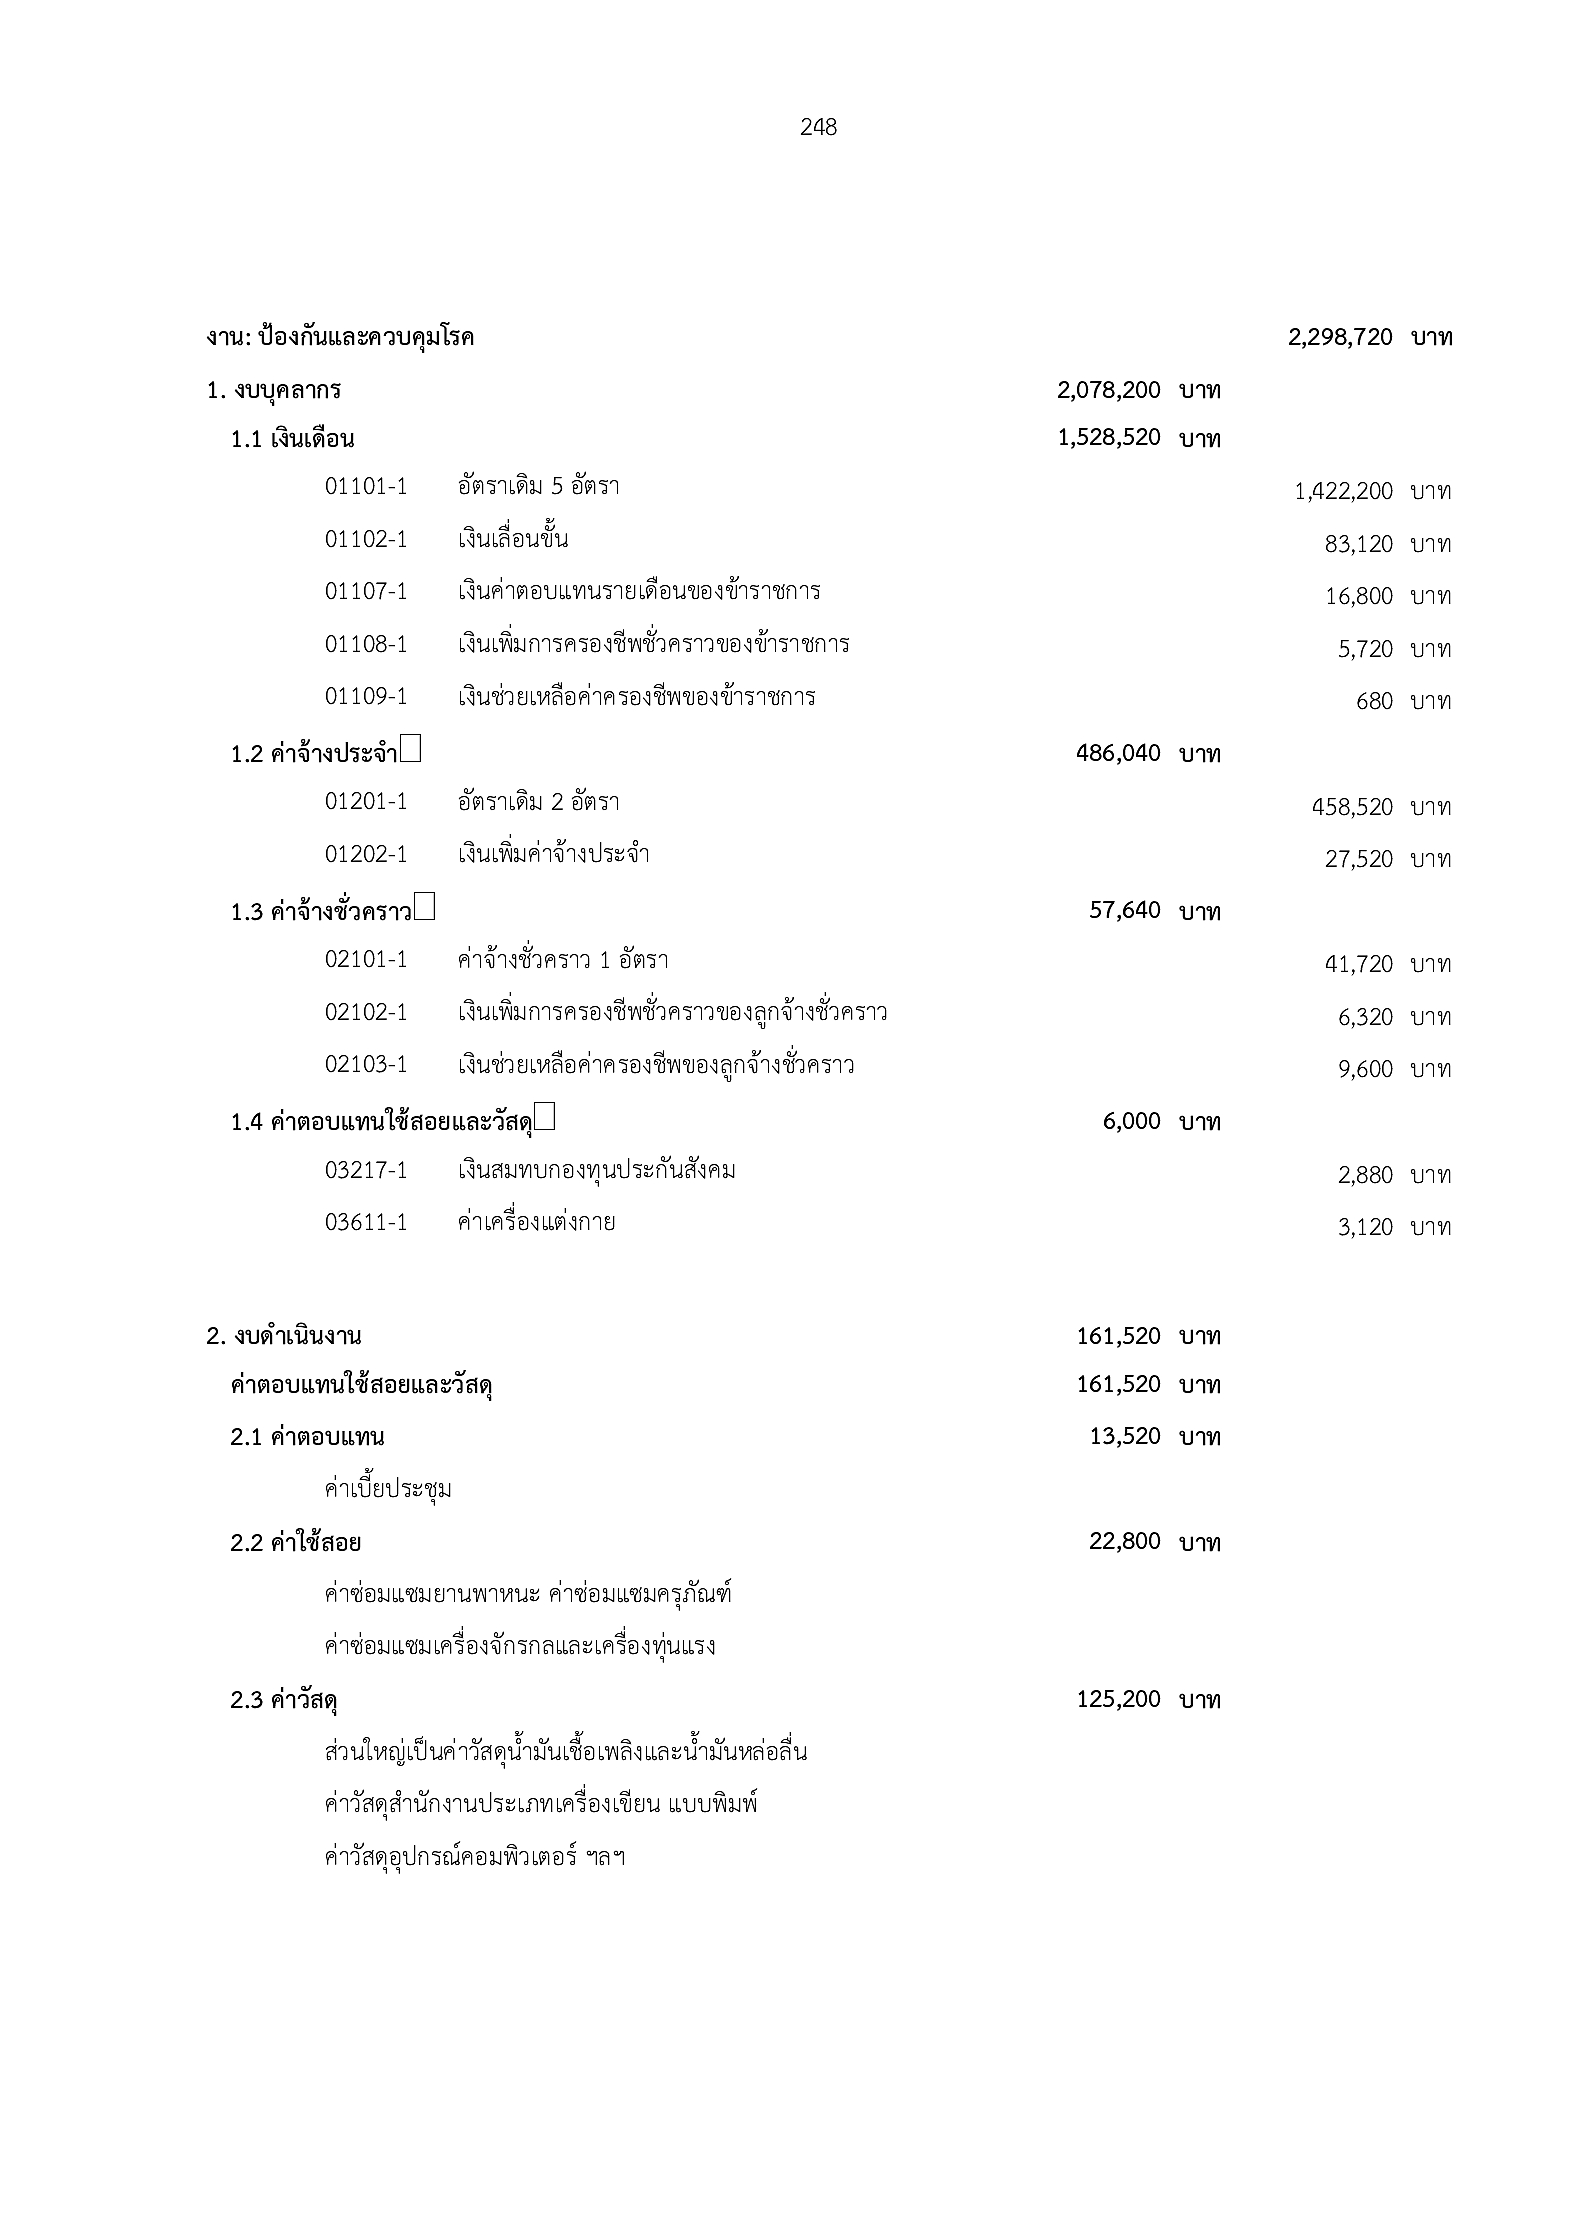 248
งาน: ป้องกันและควบคุมโรค 2,298,720 บาท
1. งบบุคลากร 2,078,200 บาท
1.1 เงินเดือน 1,528,520 บาท
01101-1 อัตราเดิม 5 อัตรา 1,422,200 บาท
01102-1 เงินเลื่อนขั้น 83,120 บาท
01107-1 เงินค่าตอบแทนรายเดือนของข้าราชการ 16,800 บาท
01108-1 เงินเพิ่มการครองชีพชั่วคราวของข้าราชการ 5,720 บาท
01109-1 เงินช่วยเหลือค่าครองชีพของข้าราชการ 680 บาท
1.2 ค่าจ้างประจำ 486,040 บาท
01201-1 อัตราเดิม 2 อัตรา 458,520 บาท
01202-1 เงินเพิ่มค่าจ้างประจำ 27,520 บาท
1.3 ค่าจ้างชั่วคราว 57,640 บาท
02101-1 ค่าจ้างชั่วคราว 1 อัตรา 41,720 บาท
02102-1 เงินเพิ่มการครองชีพชั่วคราวของลูกจ้างชั่วคราว 6,320 บาท
02103-1 เงินช่วยเหลือค่าครองชีพของลูกจ้างชั่วคราว 9,600 บาท
1.4 ค่าตอบแทนใช้สอยและวัสดุ 6,000 บาท
03217-1 เงินสมทบกองทุนประกันสังคม 2,880 บาท
03611-1 ค่าเครื่องแต่งกาย 3,120 บาท
2. งบดำเนินงาน 161,520 บาท
ค่าตอบแทนใช้สอยและวัสดุ 161,520 บาท
2.1 ค่าตอบแทน 13,520 บาท
ค่าเบี้ยประชุม
2.2 ค่าใช้สอย 22,800 บาท
ค่าซ่อมแซมยานพาหนะ ค่าซ่อมแซมครุภัณฑ์
ค่าซ่อมแซมเครื่องจักรกลและเครื่องทุ่นแรง
2.3 ค่าวัสดุ 125,200 บาท
ส่วนใหญ่เป็นค่าวัสดุน้ำมันเชื้อเพลิงและน้ำมันหล่อลื่น
ค่าวัสดุสำนักงานประเภทเครื่องเขียน แบบพิมพ์
ค่าวัสดุอุปกรณ์คอมพิวเตอร์ ฯลฯ